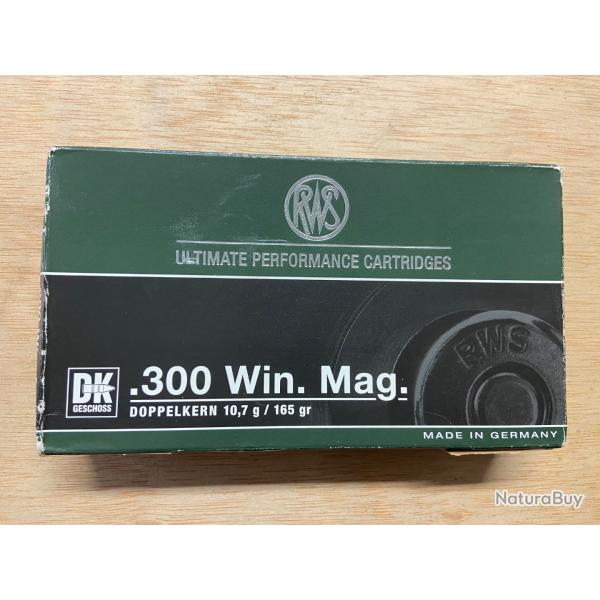 RWS
ULTIMATE PERFORMANCE CARTRIDGES
RWS
DK
GESCHOSS
.300 Win. Mag.
DOPPELKERN 10,7 g / 165 gr
MADE IN GERMANY
NaturaBuy